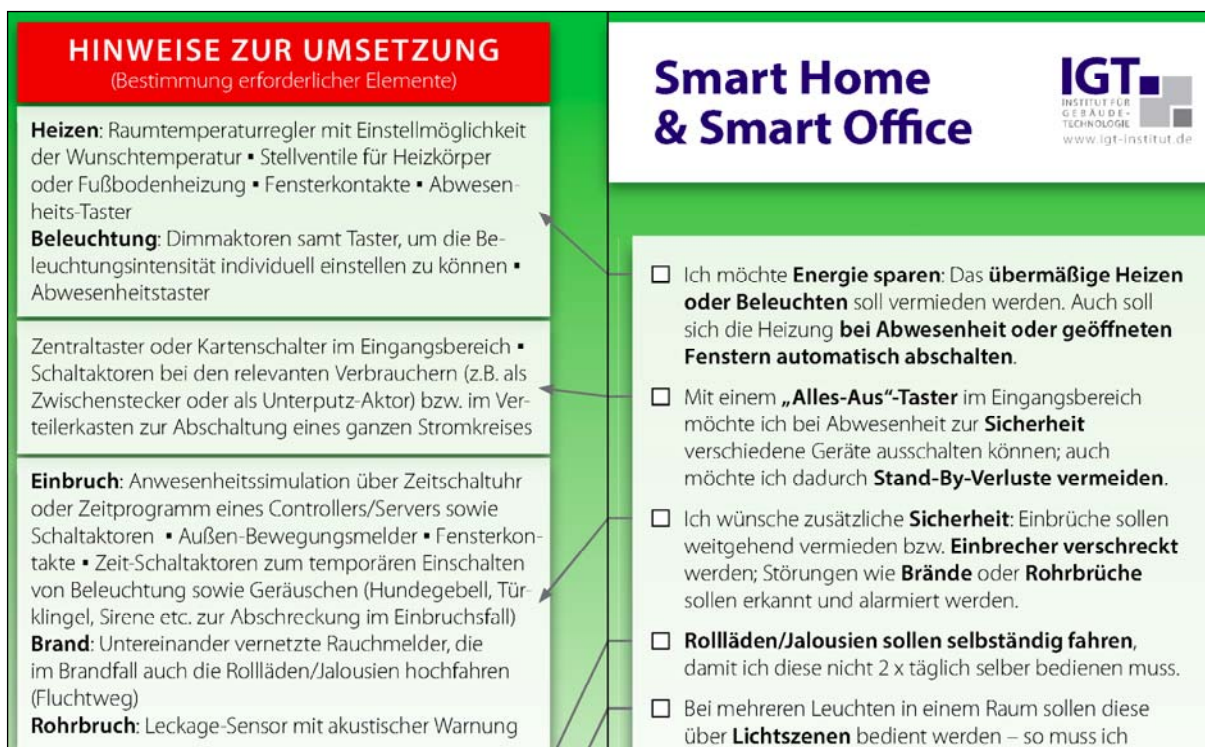 HINWEISE ZUR UMSETZUNG
(Bestimmung erforderlicher Elemente)
Heizen: Raumtemperaturregler mit Einstellmöglichkeit
der Wunschtemperatur ▪ Stellventile für Heizkörper
oder Fußbodenheizung ▪ Fensterkontakte ▪ Abwesen-
heits-Taster
Beleuchtung: Dimmaktoren samt Taster, um die Be-
leuchtungsintensität individuell einstellen zu können ▪
Abwesenheitstaster
Zentraltaster oder Kartenschalter im Eingangsbereich ▪
Schaltaktoren bei den relevanten Verbrauchern (z.B. als
Zwischenstecker oder als Unterputz-Aktor) bzw. im Ver-
teilerkasten zur Abschaltung eines ganzen Stromkreises
Einbruch: Anwesenheitssimulation über Zeitschaltuhr
oder Zeitprogramm eines Controllers/Servers sowie
Schaltaktoren ▪ Außen-Bewegungsmelder ▪ Fensterkon-
takte ▪ Zeit-Schaltaktoren zum temporären Einschalten
von Beleuchtung sowie Geräuschen (Hundegebell, Tür-
klingel, Sirene etc. zur Abschreckung im Einbruchsfall)
Brand: Untereinander vernetzte Rauchmelder, die
im Brandfall auch die Rollläden/Jalousien hochfahren
(Fluchtweg)
Rohrbruch: Leckage-Sensor mit akustischer Warnung
Smart Home
& Smart Office
IGT
INSTITUT FÜR
GEBÄUDE-
TECHNOLOGIE
www.igt-institut.de
Ich möchte Energie sparen: Das übermäßige Heizen
oder Beleuchten soll vermieden werden. Auch soll
sich die Heizung bei Abwesenheit oder geöffneten
Fenstern automatisch abschalten.
Mit einem „Alles-Aus“-Taster im Eingangsbereich
möchte ich bei Abwesenheit zur Sicherheit
verschiedene Geräte ausschalten können; auch
möchte ich dadurch Stand-By-Verluste vermeiden.
Ich wünsche zusätzliche Sicherheit: Einbrüche sollen
weitgehend vermieden bzw. Einbrecher verschreckt
werden; Störungen wie Brände oder Rohrbrüche
sollen erkannt und alarmiert werden.
Rollläden/Jalousien sollen selbständig fahren,
damit ich diese nicht 2 x täglich selber bedienen muss.
Bei mehreren Leuchten in einem Raum sollen diese
über Lichtszenen bedient werden – so muss ich